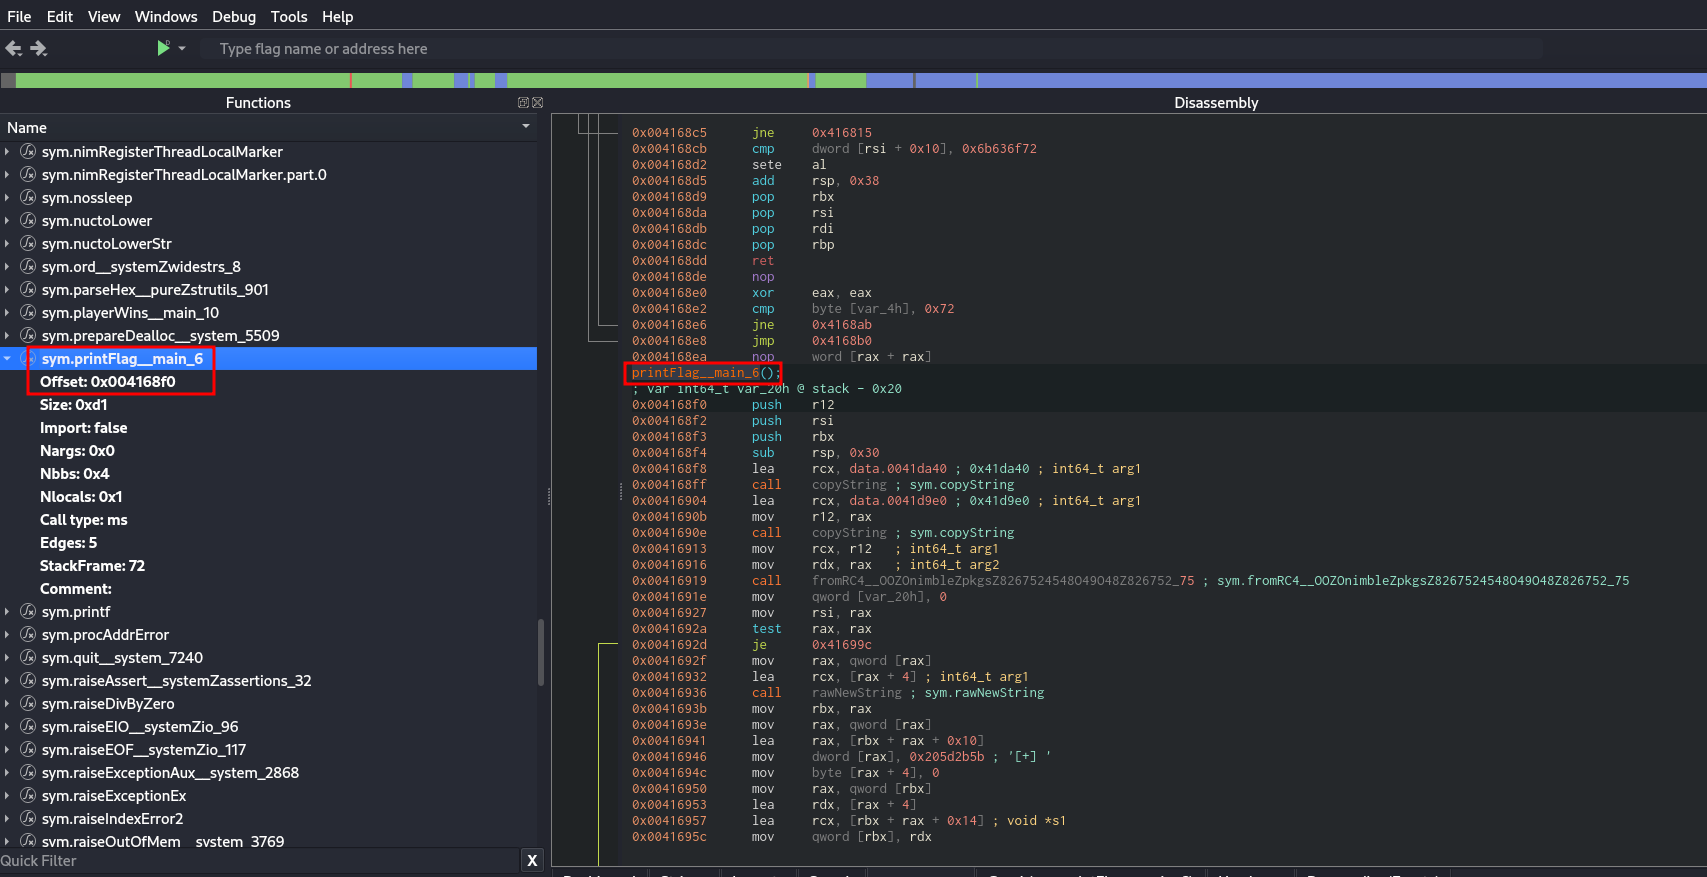 File Edit View Windows Debug Tools Help
Type flag name or address here
Functions
Name
sym.nimRegisterThreadLocalMarker
sym.nimRegisterThreadLocalMarker.part.0
sym.nossleep
sym.nuctoLower
sym.nuctoLowerStr
sym.ord__systemZwidestrs_8
sym.parseHex__pureZstrutils_901
sym.playerWins__main_10
sym.prepareDealloc__system_5509
sym.printFlag__main_6
Offset: 0x004168f0
Size: 0xd1
Import: false
Nargs: 0x0
Nbbs: 0x4
Nlocals: 0x1
Call type: ms
Edges: 5
StackFrame: 72
Comment:
sym.printf
sym.procAddrError
sym.quit__system_7240
sym.raiseAssert__systemZassertions_32
sym.raiseDivByZero
sym.raiseEIO__systemZio_96
sym.raiseEOF__systemZio_117
sym.raiseExceptionAux__system_2868
sym.raiseExceptionEx
sym.raiseIndexError2
sym.raiseOutOfMem__system_3769
Quick Filter X
Disassembly
0x004168c5 jne 0x416815
0x004168cb cmp dword [rsi + 0x10], 0x6b636f72
0x004168d2 sete al
0x004168d5 add rsp, 0x38
0x004168d9 pop rbx
0x004168da pop rsi
0x004168db pop rdi
0x004168dc pop rbp
0x004168dd ret
0x004168de nop
0x004168e0 xor eax, eax
0x004168e2 cmp byte [var_4h], 0x72
0x004168e6 jne 0x4168ab
0x004168e8 jmp 0x4168b0
0x004168ea nop word [rax + rax]
printFlag__main_6();
; var int64_t var_20h @ stack - 0x20
0x004168f0 push r12
0x004168f2 push rsi
0x004168f3 push rbx
0x004168f4 sub rsp, 0x30
0x004168f8 lea rcx, data.0041da40 ; 0x41da40 ; int64_t arg1
0x004168ff call copyString ; sym.copyString
0x00416904 lea rcx, data.0041d9e0 ; 0x41d9e0 ; int64_t arg1
0x0041690b mov r12, rax
0x0041690e call copyString ; sym.copyString
0x00416913 mov rcx, r12 ; int64_t arg1
0x00416916 mov rdx, rax ; int64_t arg2
0x00416919 call fromRC4__OOZOnimbleZpkgsZ8267524548O49O48Z826752_75 ; sym.fromRC4__OOZOnimbleZpkgsZ8267524548O49O48Z826752_75
0x0041691e mov qword [var_20h], 0
0x00416927 mov rsi, rax
0x0041692a test rax, rax
0x0041692d je 0x41699c
0x0041692f mov rax, qword [rax]
0x00416932 lea rcx, [rax + 4] ; int64_t arg1
0x00416936 call rawNewString ; sym.rawNewString
0x0041693b mov rbx, rax
0x0041693e mov rax, qword [rax]
0x00416941 lea rax, [rbx + rax + 0x10]
0x00416946 mov dword [rax], 0x205d2b5b ; '[+] '
0x0041694c mov byte [rax + 4], 0
0x00416950 mov rax, qword [rbx]
0x00416953 lea rdx, [rax + 4]
0x00416957 lea rcx, [rbx + rax + 0x14] ; void *s1
0x0041695c mov qword [rbx], rdx